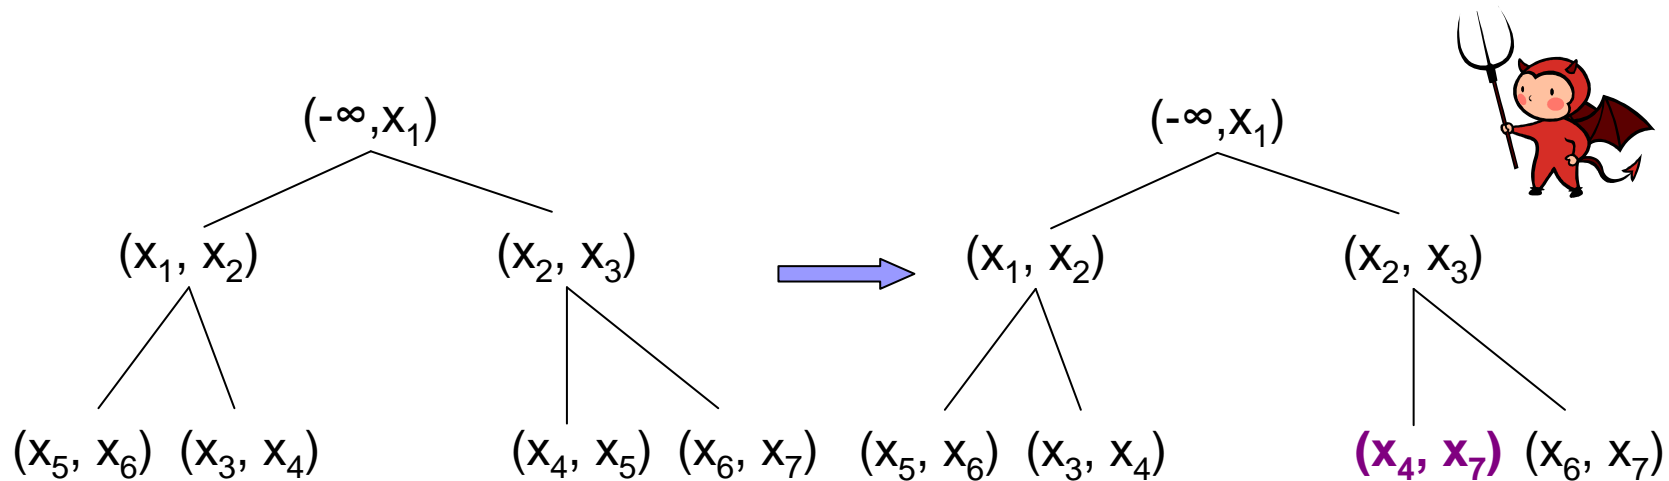 (-∞,x₁) (-∞,x₁)
(x₁, x₂) (x₂, x₃) (x₁, x₂) (x₂, x₃)
(x₅, x₆) (x₃, x₄) (x₄, x₅) (x₆, x₇) (x₅, x₆) (x₃, x₄) (x₄, x₇) (x₆, x₇)